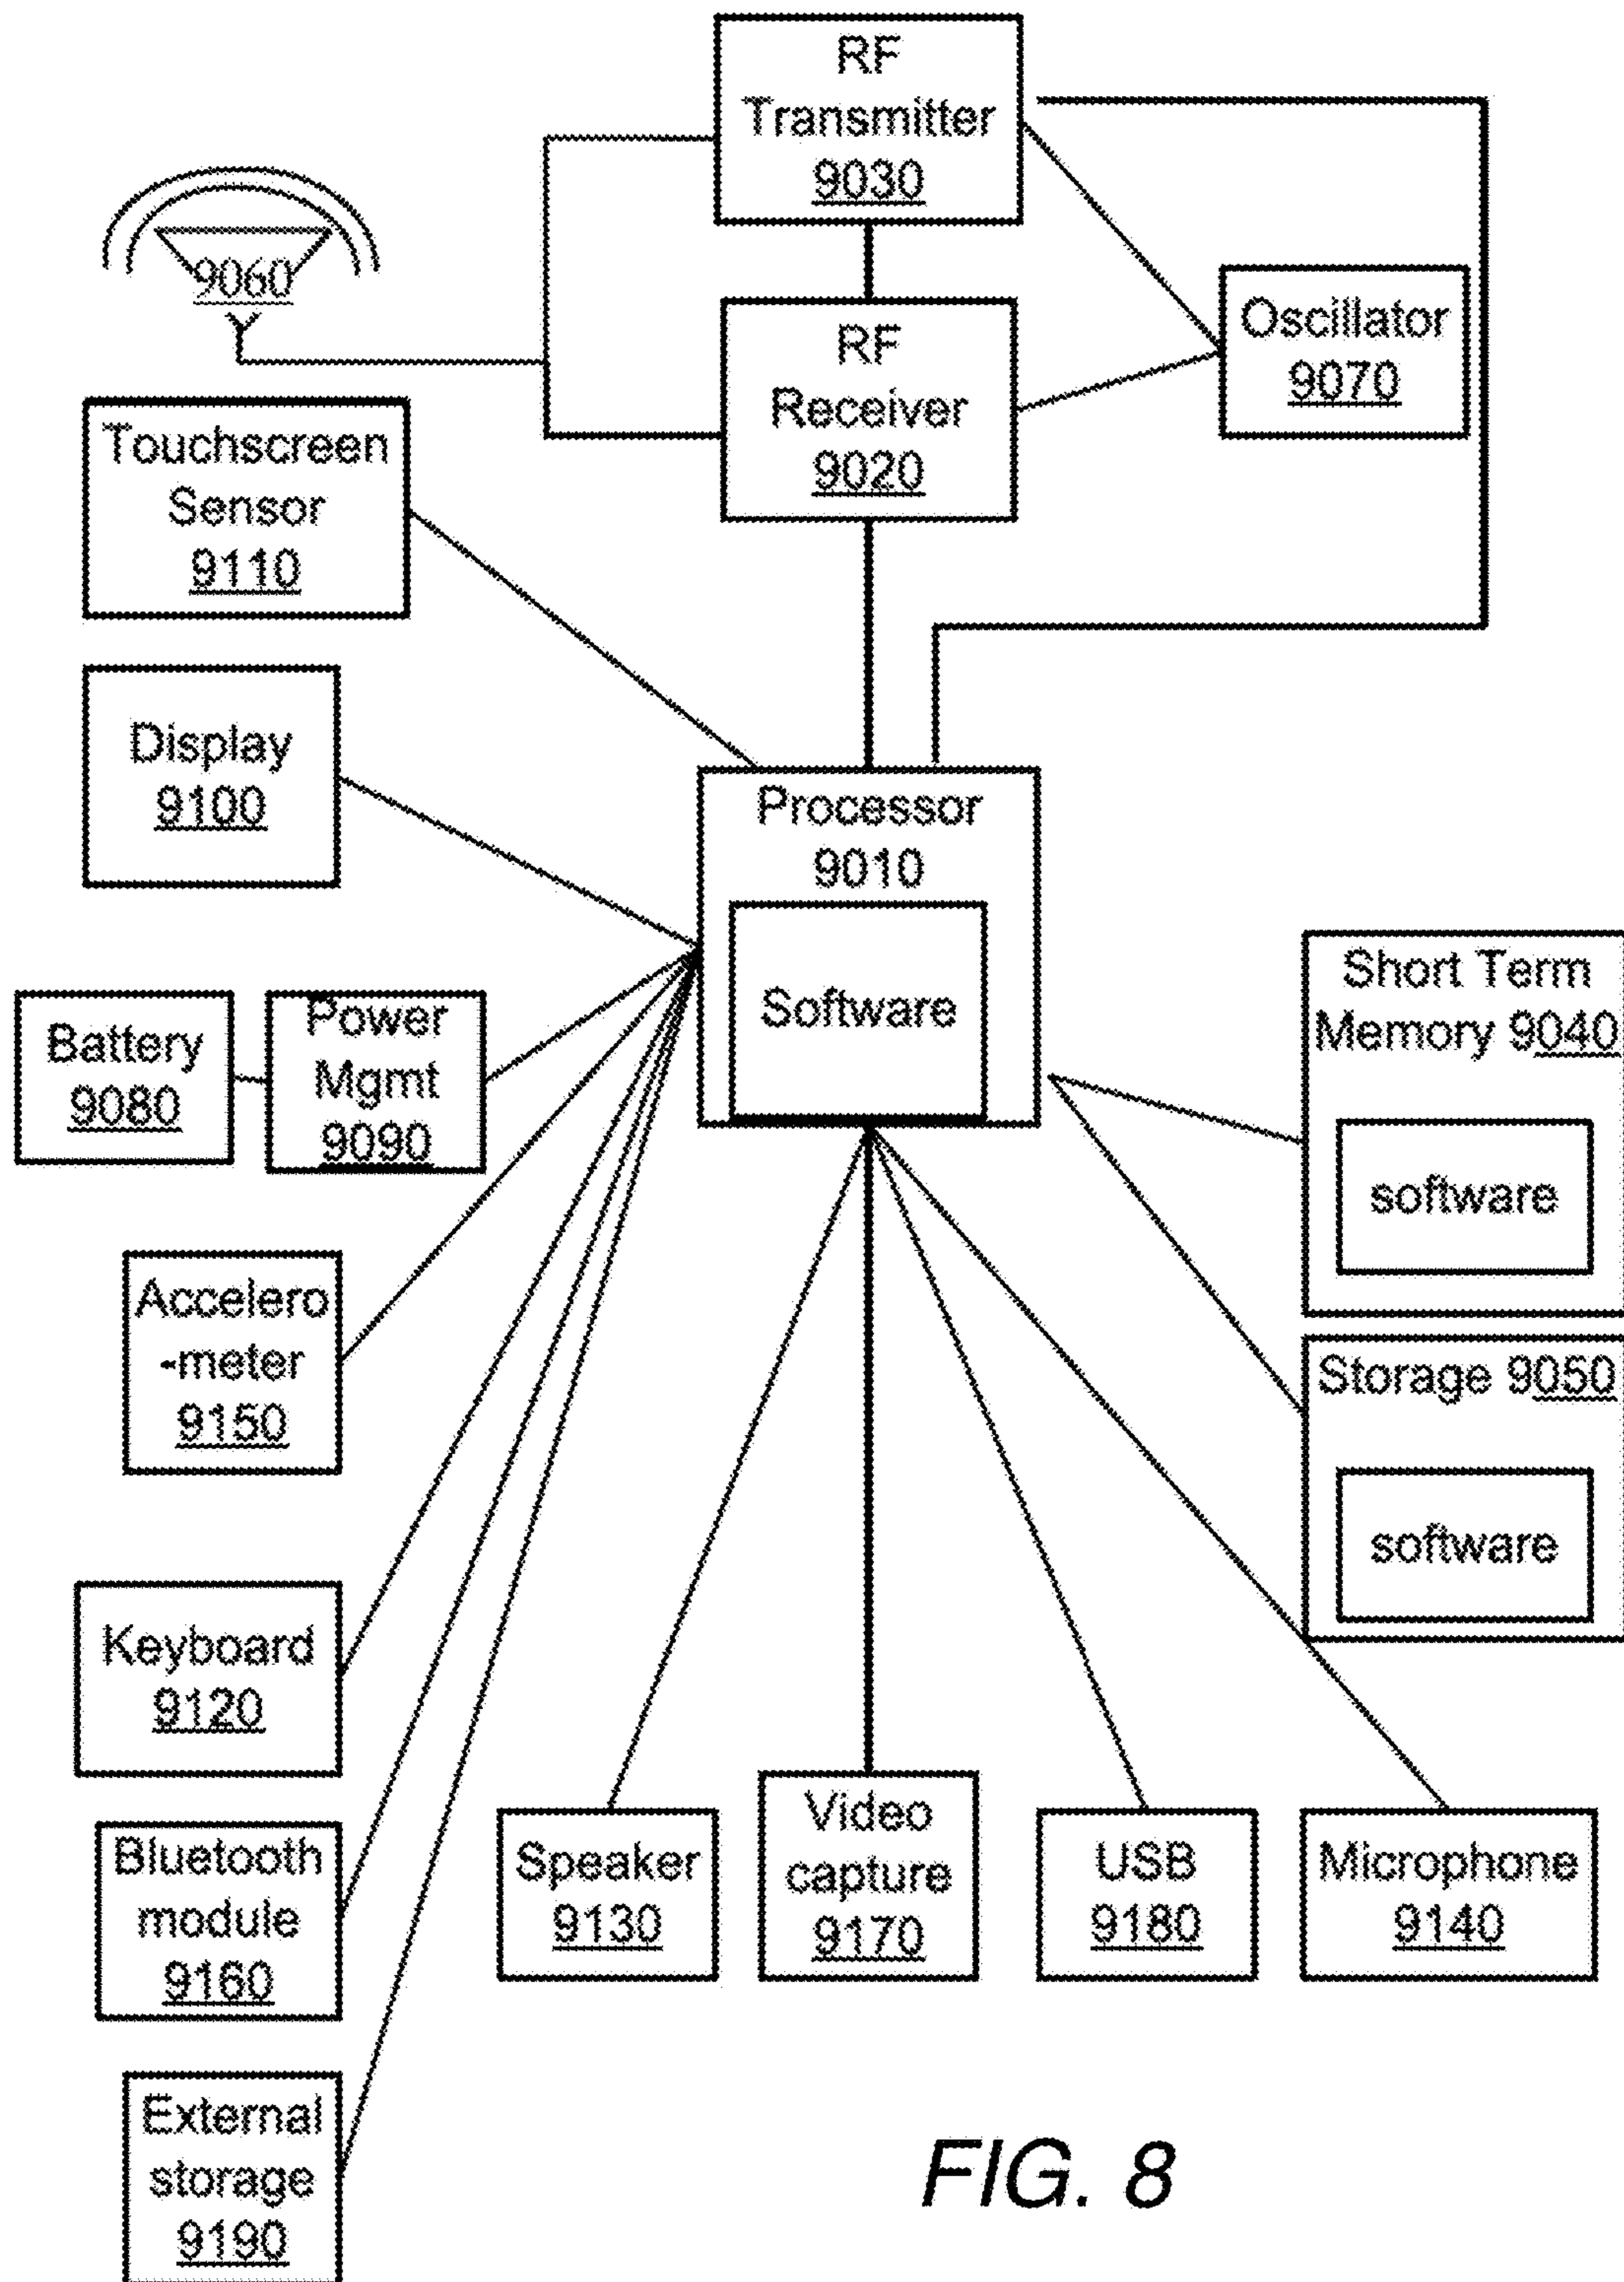 RF
Transmitter
9030
9060
RF
Receiver
9020
Oscillator
9070
Touchscreen
Sensor
9110
Display
9100
Processor
9010
Software
Short Term
Memory 9040
software
Battery
9080
Power
Mgmt
9090
Accelero
-meter
9150
Storage 9050
software
Keyboard
9120
Bluetooth
module
9160
Speaker
9130
Video
capture
9170
USB
9180
Microphone
9140
External
storage
9190
FIG. 8